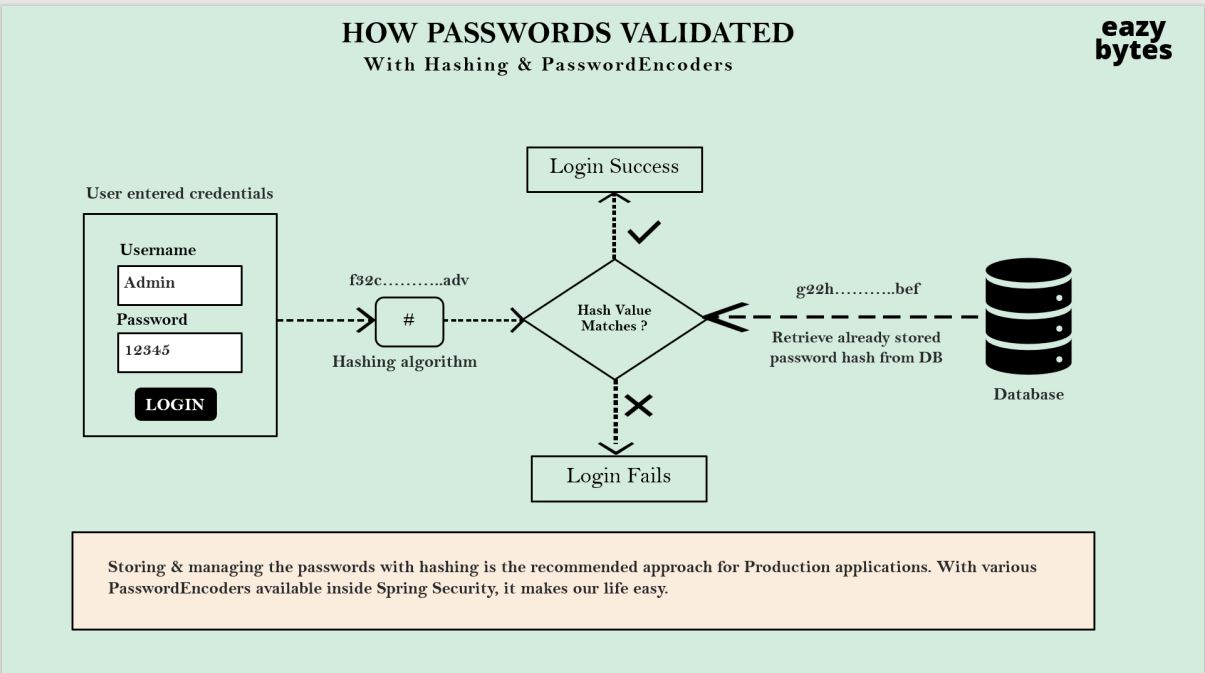 HOW PASSWORDS VALIDATED
With Hashing & PasswordEncoders
eazy
bytes
Login Success
User entered credentials
Username
Admin
Password
12345
LOGIN
f32c..........adv
#
Hashing algorithm
Hash Value
Matches ?
g22h..........bef
Retrieve already stored
password hash from DB
Database
Login Fails
Storing & managing the passwords with hashing is the recommended approach for Production applications. With various
PasswordEncoders available inside Spring Security, it makes our life easy.